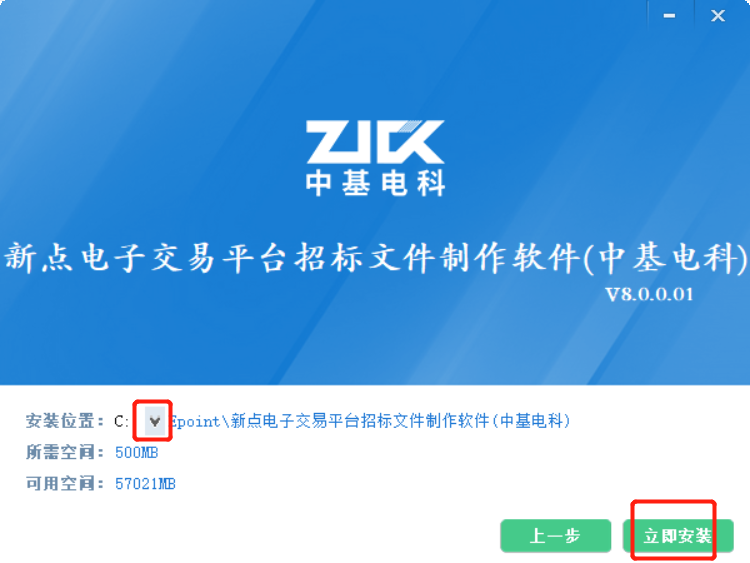 ZJCK
中基电科
新点电子交易平台招标文件制作软件(中基电科)
V8.0.0.01
安装位置: C: Epoint\新点电子交易平台招标文件制作软件(中基电科)
所需空间: 500MB
可用空间: 57021MB
上一步 立即安装